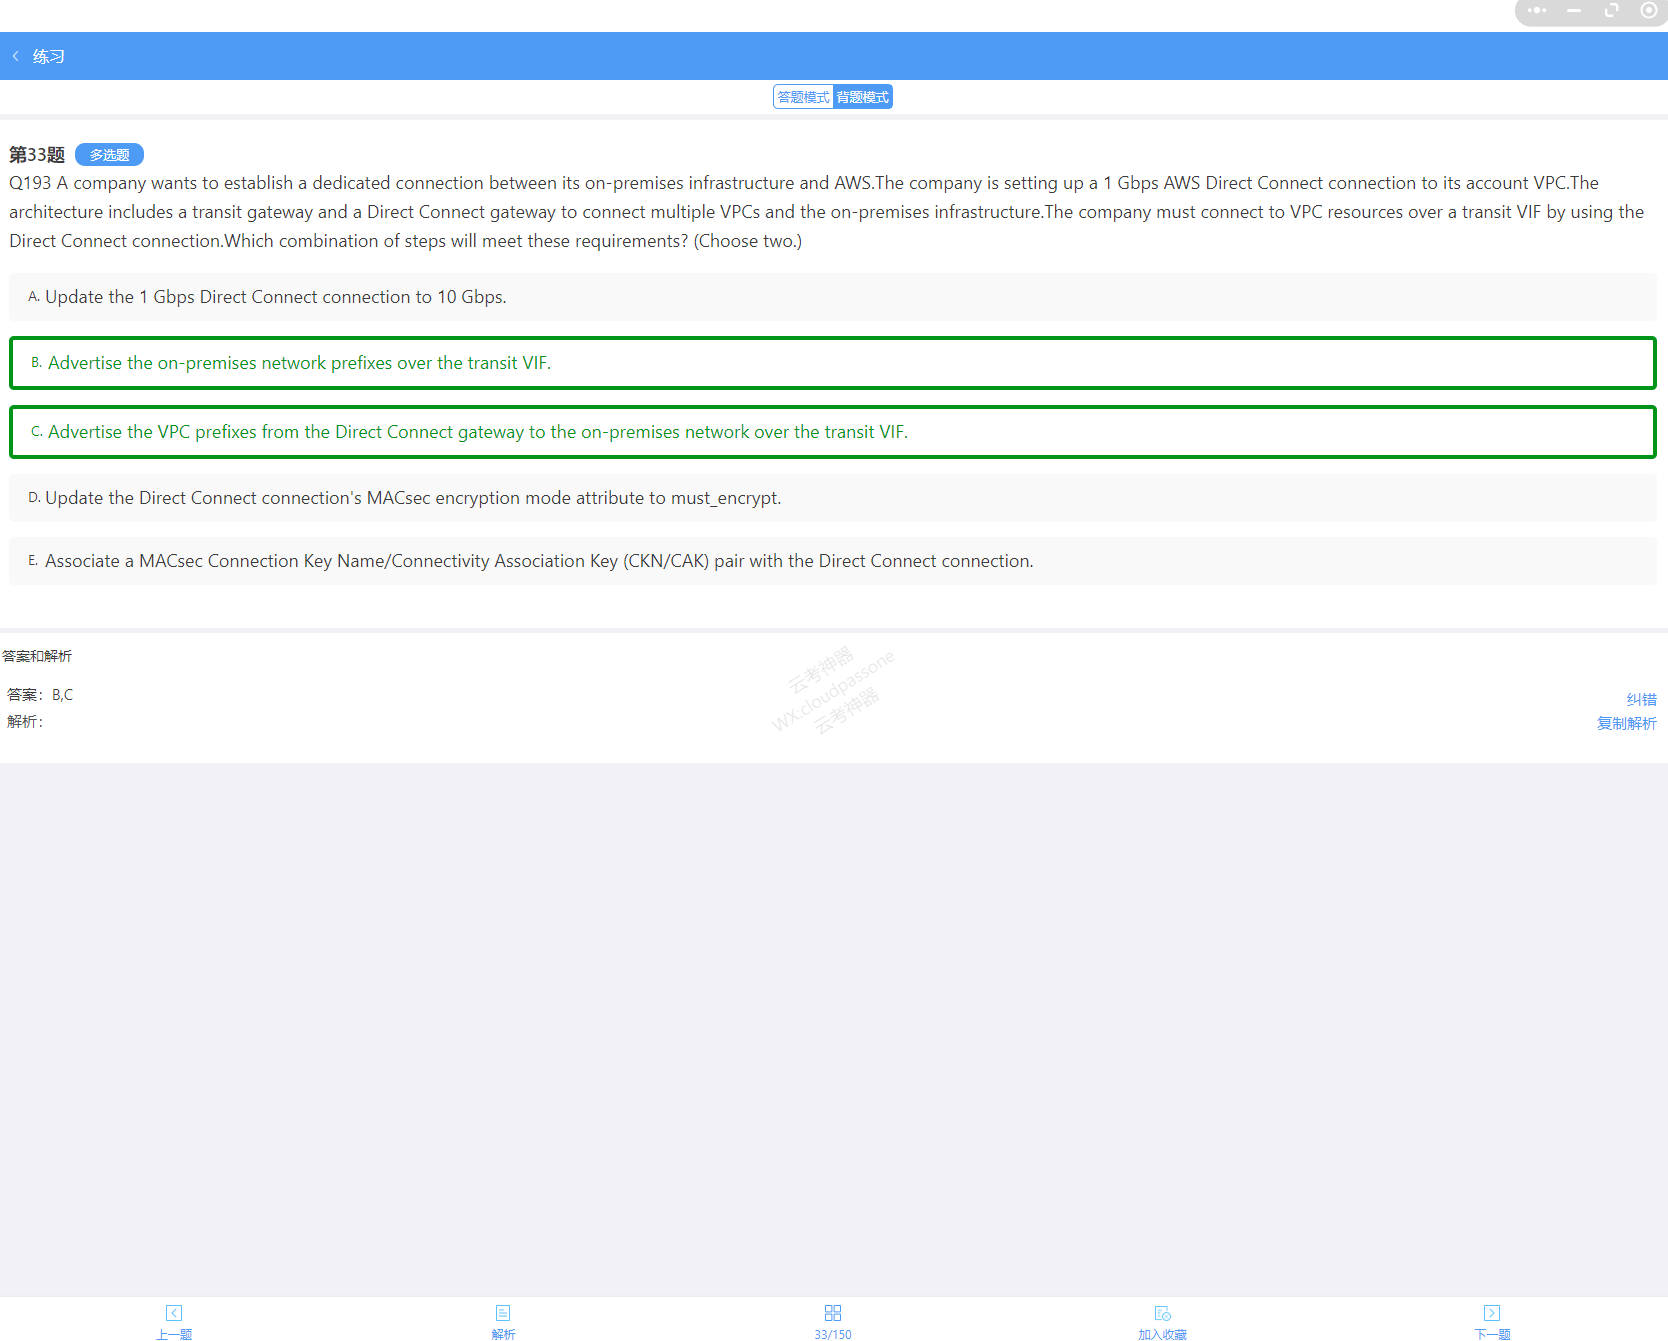 练习
答题模式 背题模式
第33题 多选题
Q193 A company wants to establish a dedicated connection between its on-premises infrastructure and AWS.The company is setting up a 1 Gbps AWS Direct Connect connection to its account VPC.The
architecture includes a transit gateway and a Direct Connect gateway to connect multiple VPCs and the on-premises infrastructure.The company must connect to VPC resources over a transit VIF by using the
Direct Connect connection.Which combination of steps will meet these requirements? (Choose two.)
A. Update the 1 Gbps Direct Connect connection to 10 Gbps.
B. Advertise the on-premises network prefixes over the transit VIF.
C. Advertise the VPC prefixes from the Direct Connect gateway to the on-premises network over the transit VIF.
D. Update the Direct Connect connection's MACsec encryption mode attribute to must_encrypt.
E. Associate a MACsec Connection Key Name/Connectivity Association Key (CKN/CAK) pair with the Direct Connect connection.
答案和解析
云考神器
WX:cloudpassone
云考神器
答案：B,C
解析：
纠错
复制解析
上一题 解析 33/150 加入收藏 下一题